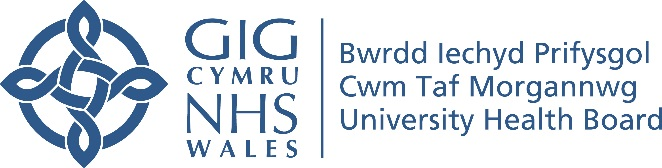 GIG
CYMRU
NHS
WALES
Bwrdd Iechyd Prifysgol
Cwm Taf Morgannwg
University Health Board